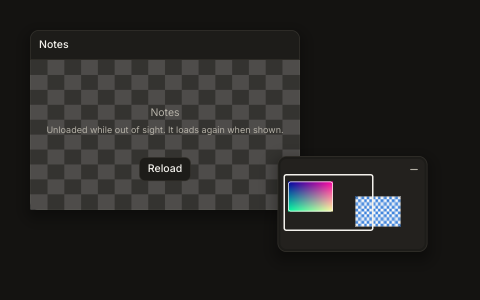 Notes
Notes
Unloaded while out of sight. It loads again when shown.
Reload